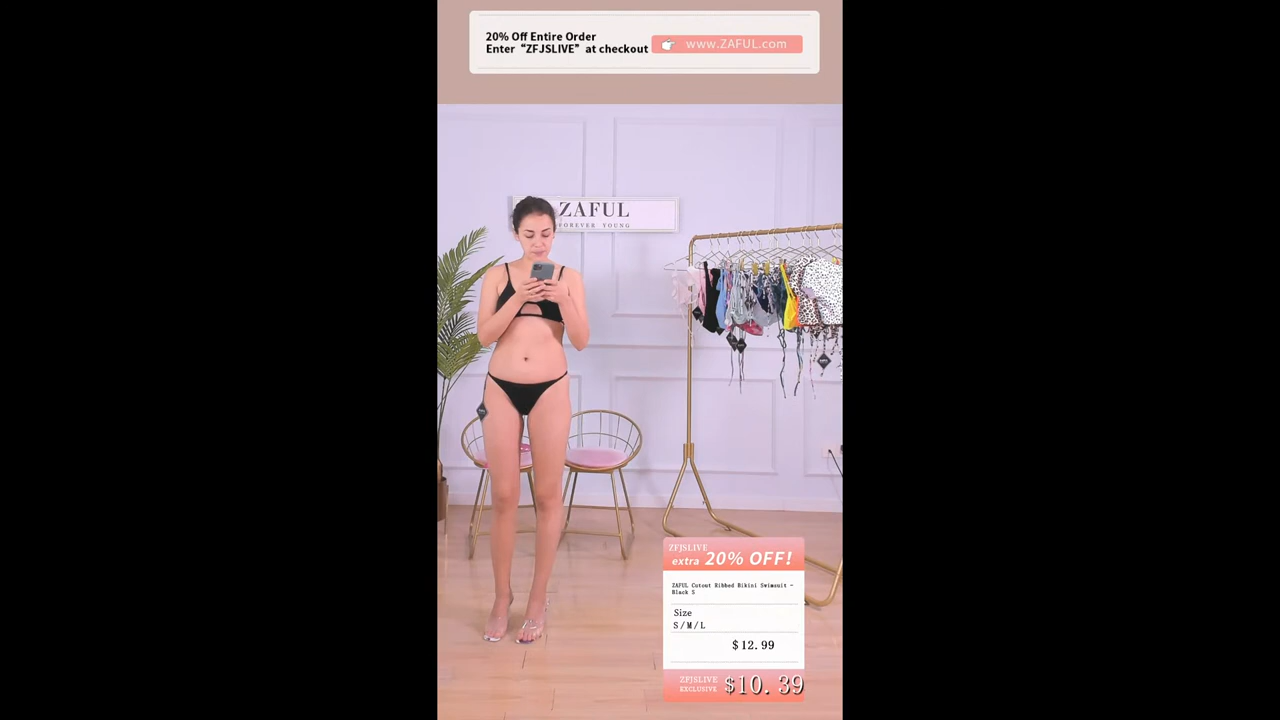 20% Off Entire Order
Enter “ZFJSLIVE” at checkout
www.ZAFUL.com
ZAFUL
FOREVER YOUNG
ZFJSLIVE
extra 20% OFF!
ZAFUL Cutout Ribbed Bikini Swimsuit -
Black S
Size
S/M/L
$12.99
ZFJSLIVE
EXCLUSIVE
$10.39